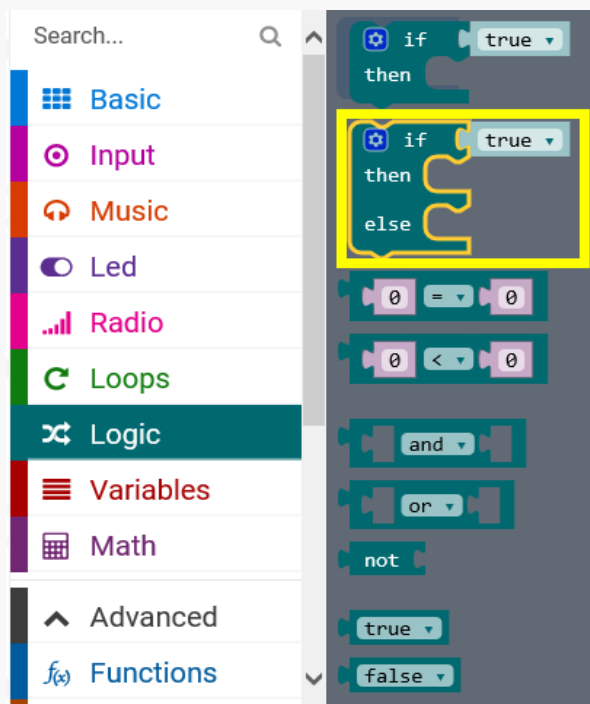 Search...
Basic
Input
Music
Led
Radio
Loops
Logic
Variables
Math
Advanced
f(x) Functions
if true
then
if true
then
else
0 = 0
0 < 0
and
or
not
true
false